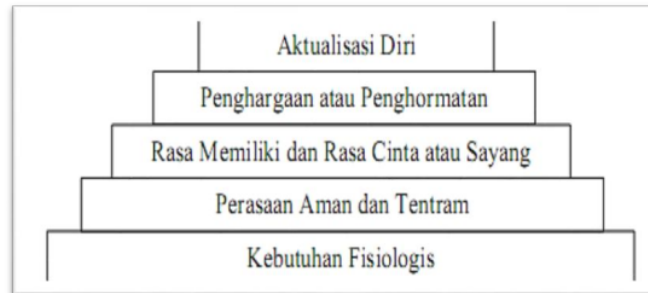 Aktualisasi Diri
Penghargaan atau Penghormatan
Rasa Memiliki dan Rasa Cinta atau Sayang
Perasaan Aman dan Tentram
Kebutuhan Fisiologis